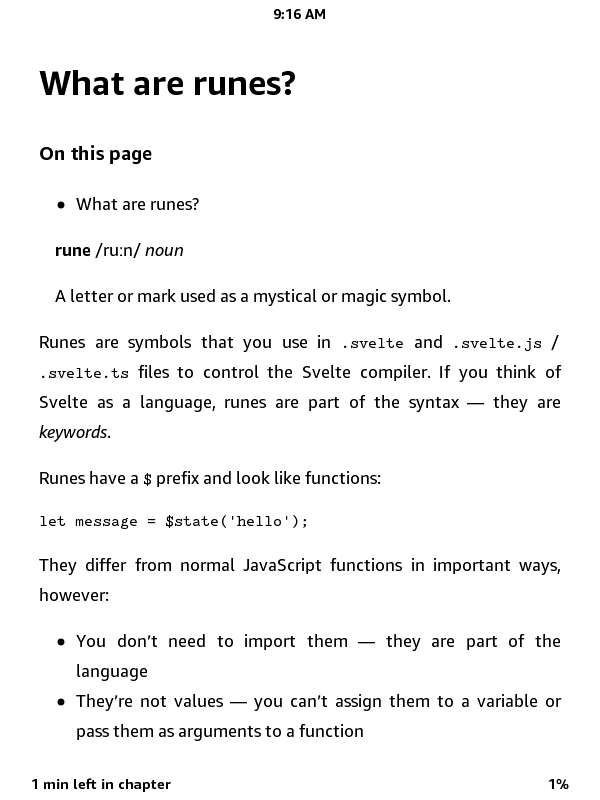 9:16 AM
What are runes?
On this page
• What are runes?
rune /ruːn/ noun
A letter or mark used as a mystical or magic symbol.
Runes are symbols that you use in .svelte and .svelte.js /
.svelte.ts files to control the Svelte compiler. If you think of
Svelte as a language, runes are part of the syntax — they are
keywords.
Runes have a $ prefix and look like functions:
let message = $state('hello');
They differ from normal JavaScript functions in important ways,
however:
• You don’t need to import them — they are part of the
language
• They’re not values — you can’t assign them to a variable or
pass them as arguments to a function
1 min left in chapter 1%